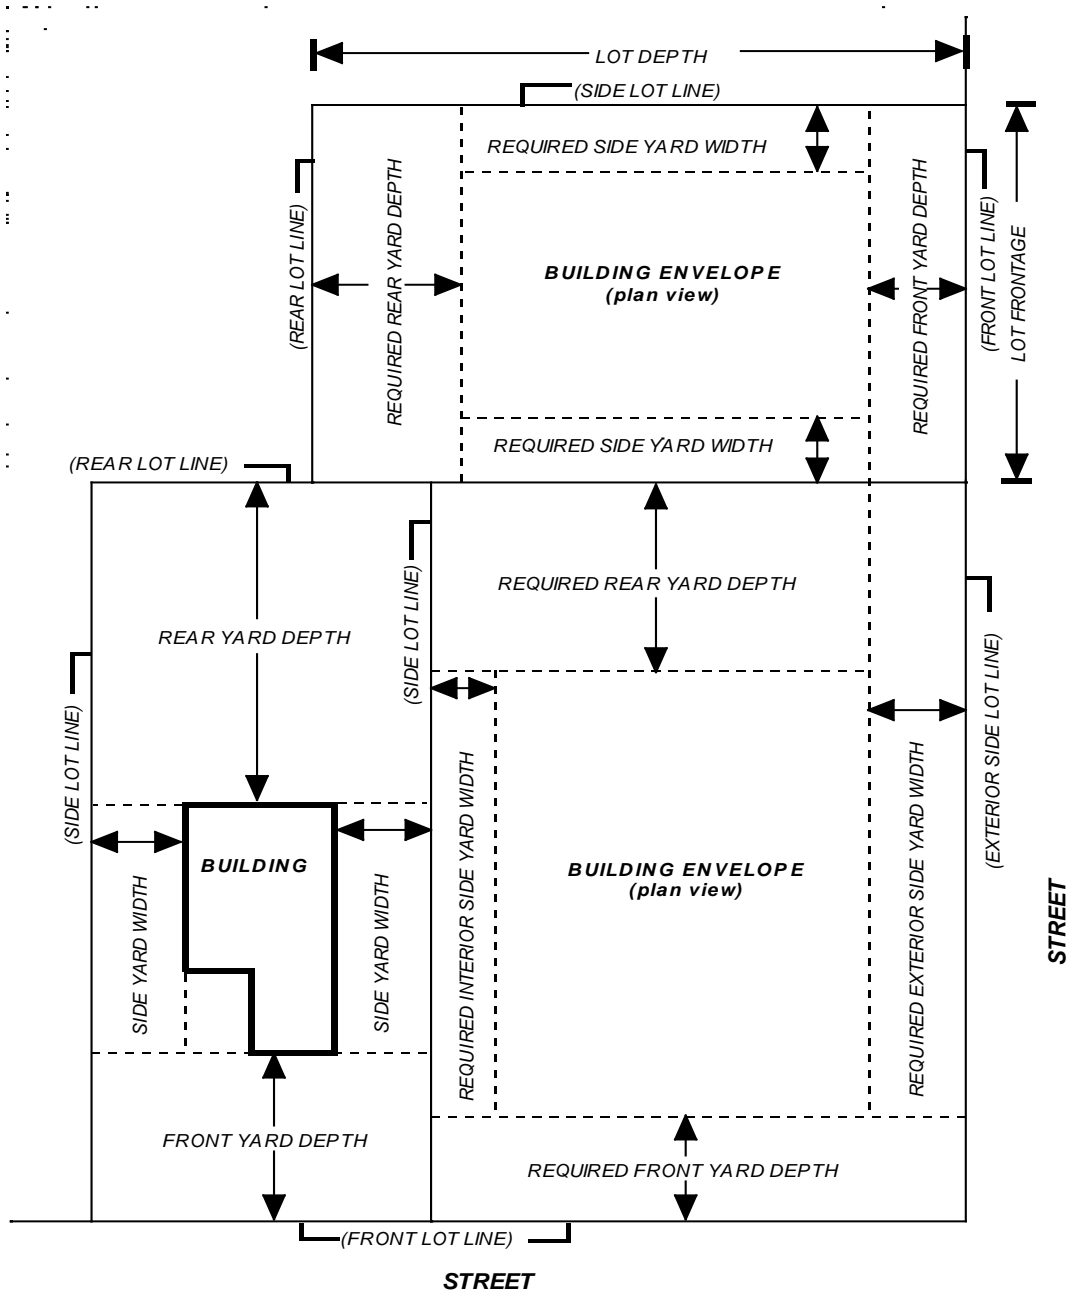 LOT DEPTH
(SIDE LOT LINE)
REQUIRED SIDE YARD WIDTH
(REAR LOT LINE)
REQUIRED REAR YARD DEPTH
BUILDING ENVELOPE
(plan view)
REQUIRED FRONT YARD DEPTH
(FRONT LOT LINE)
LOT FRONTAGE
REQUIRED SIDE YARD WIDTH
(REAR LOT LINE)
(SIDE LOT LINE)
REQUIRED REAR YARD DEPTH
REAR YARD DEPTH
(SIDE LOT LINE)
(EXTERIOR SIDE LOT LINE)
BUILDING
SIDE YARD WIDTH
SIDE YARD WIDTH
REQUIRED INTERIOR SIDE YARD WIDTH
BUILDING ENVELOPE
(plan view)
REQUIRED EXTERIOR SIDE YARD WIDTH
STREET
FRONT YARD DEPTH
REQUIRED FRONT YARD DEPTH
(FRONT LOT LINE)
STREET